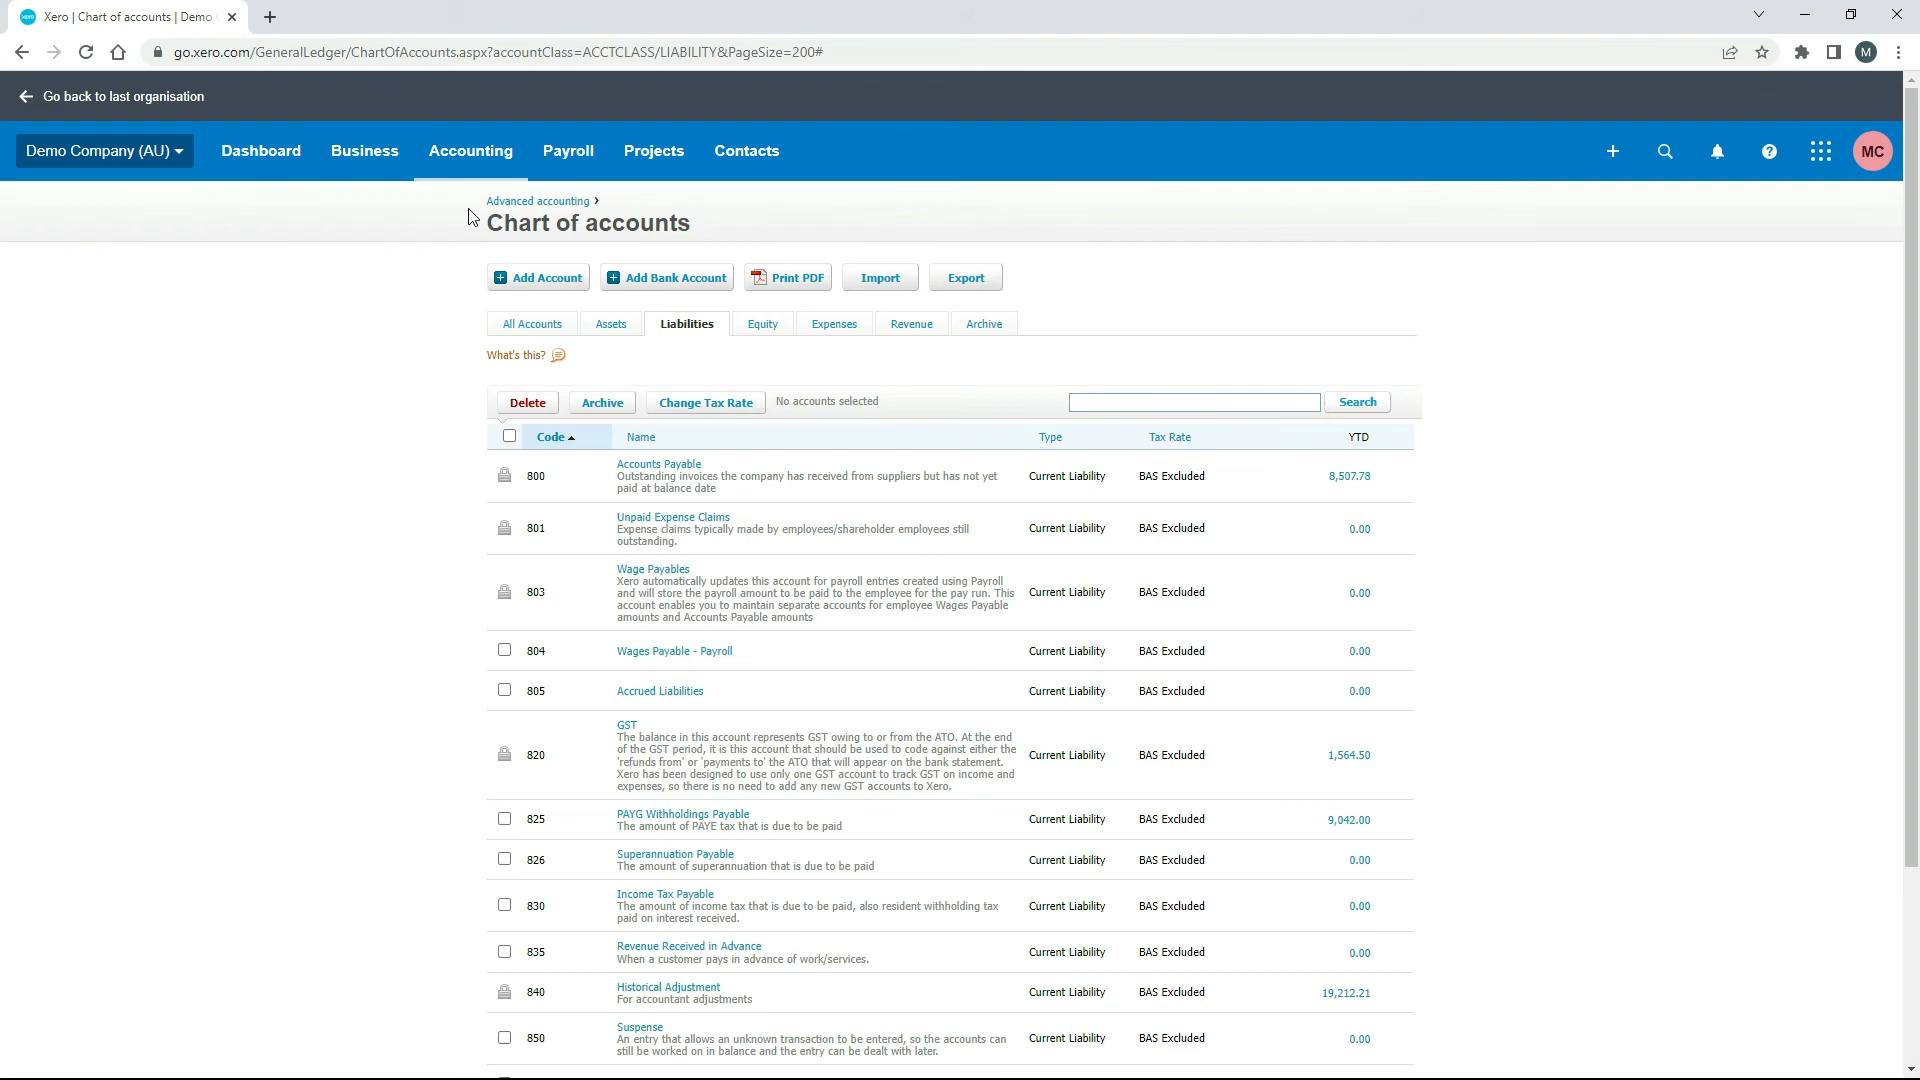 Xero | Chart of accounts | Demo
go.xero.com/GeneralLedger/ChartOfAccounts.aspx?accountClass=ACCTCLASS/LIABILITY&PageSize=200#
M
Go back to last organisation
Demo Company (AU)
Dashboard
Business
Accounting
Payroll
Projects
Contacts
MC
Advanced accounting ›
Chart of accounts
Add Account
Add Bank Account
Print PDF
Import
Export
All Accounts
Assets
Liabilities
Equity
Expenses
Revenue
Archive
What's this?
Delete
Archive
Change Tax Rate
No accounts selected
Search
Code
Name
Type
Tax Rate
YTD
Accounts Payable
800 Outstanding invoices the company has received from suppliers but has not yet Current Liability BAS Excluded 8,507.78
paid at balance date
Unpaid Expense Claims
801 Expense claims typically made by employees/shareholder employees still Current Liability BAS Excluded 0.00
outstanding.
Wage Payables
Xero automatically updates this account for payroll entries created using Payroll
803 and will store the payroll amount to be paid to the employee for the pay run. This Current Liability BAS Excluded 0.00
account enables you to maintain separate accounts for employee Wages Payable
amounts and Accounts Payable amounts
804 Wages Payable - Payroll Current Liability BAS Excluded 0.00
805 Accrued Liabilities Current Liability BAS Excluded 0.00
GST
The balance in this account represents GST owing to or from the ATO. At the end
of the GST period, it is this account that should be used to code against either the
820 'refunds from' or 'payments to' the ATO that will appear on the bank statement. Current Liability BAS Excluded 1,564.50
Xero has been designed to use only one GST account to track GST on income and
expenses, so there is no need to add any new GST accounts to Xero.
PAYG Withholdings Payable
825 The amount of PAYE tax that is due to be paid Current Liability BAS Excluded 9,042.00
Superannuation Payable
826 The amount of superannuation that is due to be paid Current Liability BAS Excluded 0.00
Income Tax Payable
830 The amount of income tax that is due to be paid, also resident withholding tax Current Liability BAS Excluded 0.00
paid on interest received.
Revenue Received in Advance
835 When a customer pays in advance of work/services. Current Liability BAS Excluded 0.00
Historical Adjustment
840 For accountant adjustments Current Liability BAS Excluded 19,212.21
Suspense
850 An entry that allows an unknown transaction to be entered, so the accounts can Current Liability BAS Excluded 0.00
still be worked on in balance and the entry can be dealt with later.